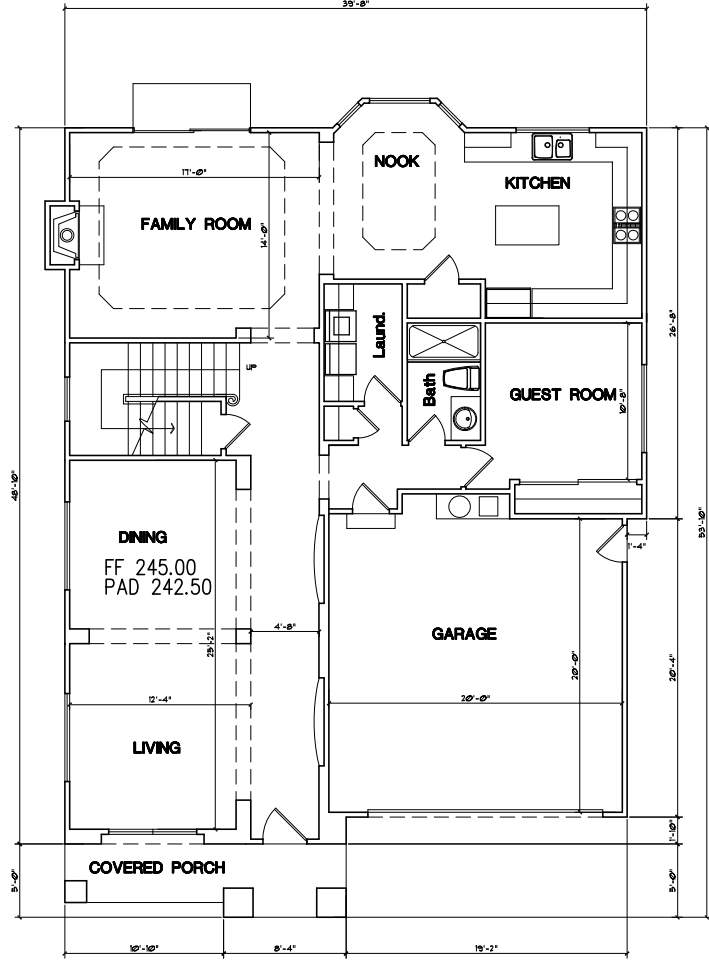 39'-8"
NOOK
KITCHEN
17'-0"
FAMILY ROOM
14'-0"
26'-8"
Laund.
UP
Bath
GUEST ROOM
10'-8"
48'-10"
53'-10"
DINING
FF 245.00
PAD 242.50
1'-4"
4'-8"
25'-2"
GARAGE
20'-0"
20'-4"
12'-4"
20'-0"
LIVING
1'-10"
COVERED PORCH
5'-0"
5'-0"
10'-10"
8'-4"
19'-2"